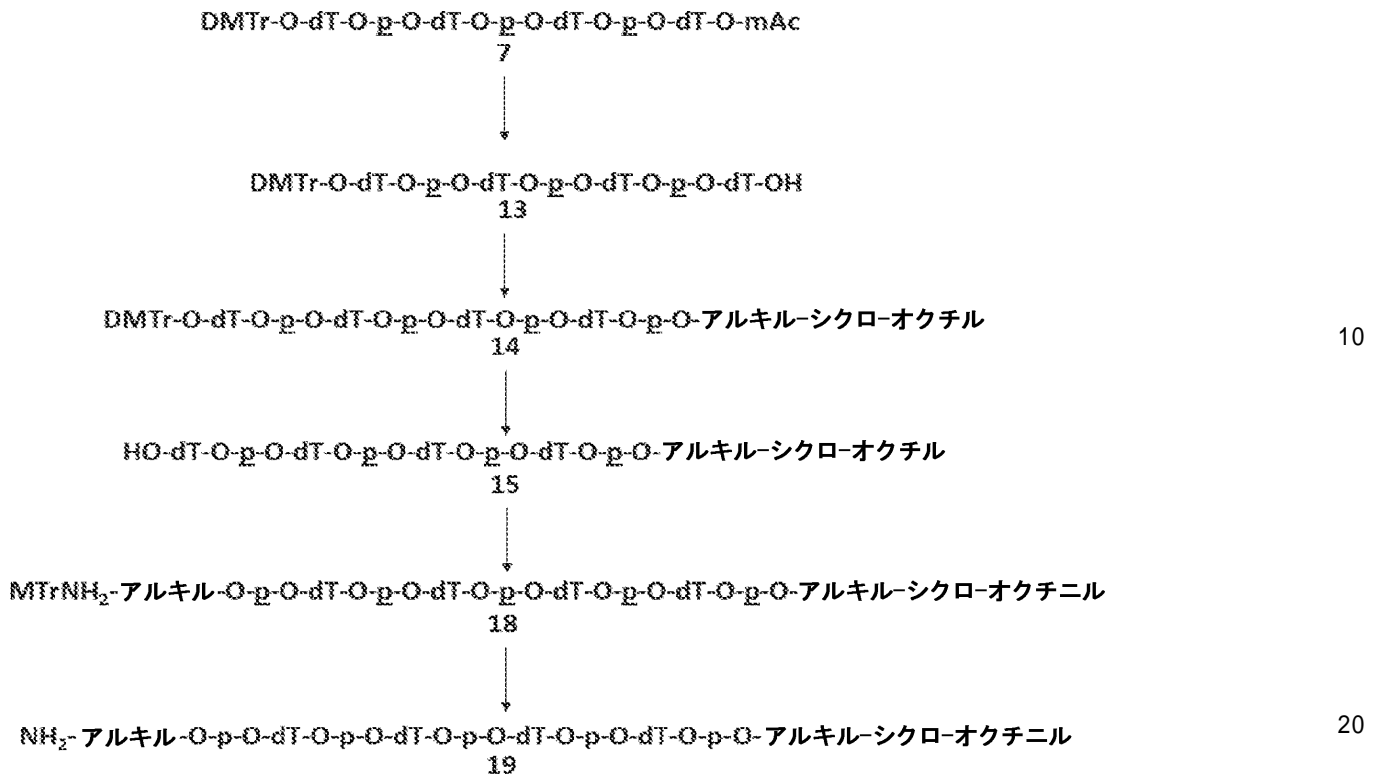 DMTr-O-dT-O-p-O-dT-O-p-O-dT-O-p-O-dT-O-mAc
7
DMTr-O-dT-O-p-O-dT-O-p-O-dT-O-p-O-dT-OH
13
DMTr-O-dT-O-p-O-dT-O-p-O-dT-O-p-O-dT-O-p-O-アルキル-シクロ-オクチル
14
10
HO-dT-O-p-O-dT-O-p-O-dT-O-p-O-dT-O-p-O-アルキル-シクロ-オクチル
15
MTrNH₂-アルキル-O-p-O-dT-O-p-O-dT-O-p-O-dT-O-p-O-dT-O-p-O-アルキル-シクロ-オクチニル
18
NH₂-アルキル-O-p-O-dT-O-p-O-dT-O-p-O-dT-O-p-O-dT-O-p-O-アルキル-シクロ-オクチニル
19
20